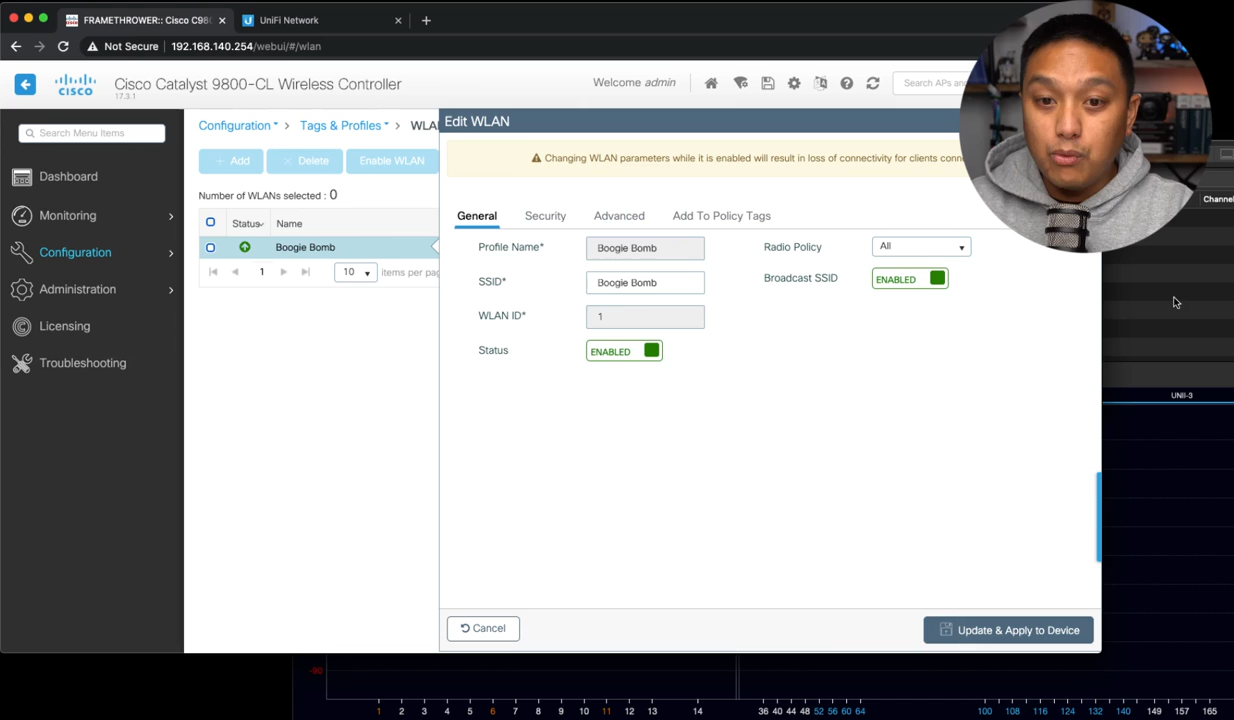 FRAMETHROWER:: Cisco C98
UniFi Network
Not Secure 192.168.140.254/webui/#/wlan
CISCO
Cisco Catalyst 9800-CL Wireless Controller
17.3.1
Welcome admin
Search APs and
Search Menu Items
Dashboard
Monitoring
Configuration
Administration
Licensing
Troubleshooting
Configuration > Tags & Profiles > WLA
+ Add
× Delete
Enable WLAN
Number of WLANs selected : 0
Status
Name
Boogie Bomb
1
10
items per pag
Edit WLAN
Changing WLAN parameters while it is enabled will result in loss of connectivity for clients conne
General
Security
Advanced
Add To Policy Tags
Profile Name*
Boogie Bomb
SSID*
Boogie Bomb
WLAN ID*
1
Status
ENABLED
Radio Policy
All
Broadcast SSID
ENABLED
Cancel
Update & Apply to Device
Channel
UNII-3
-90
1 2 3 4 5 6 7 8 9 10 11 12 13 14 36 40 44 48 52 56 60 64 100 108 116 124 132 140 149 157 165